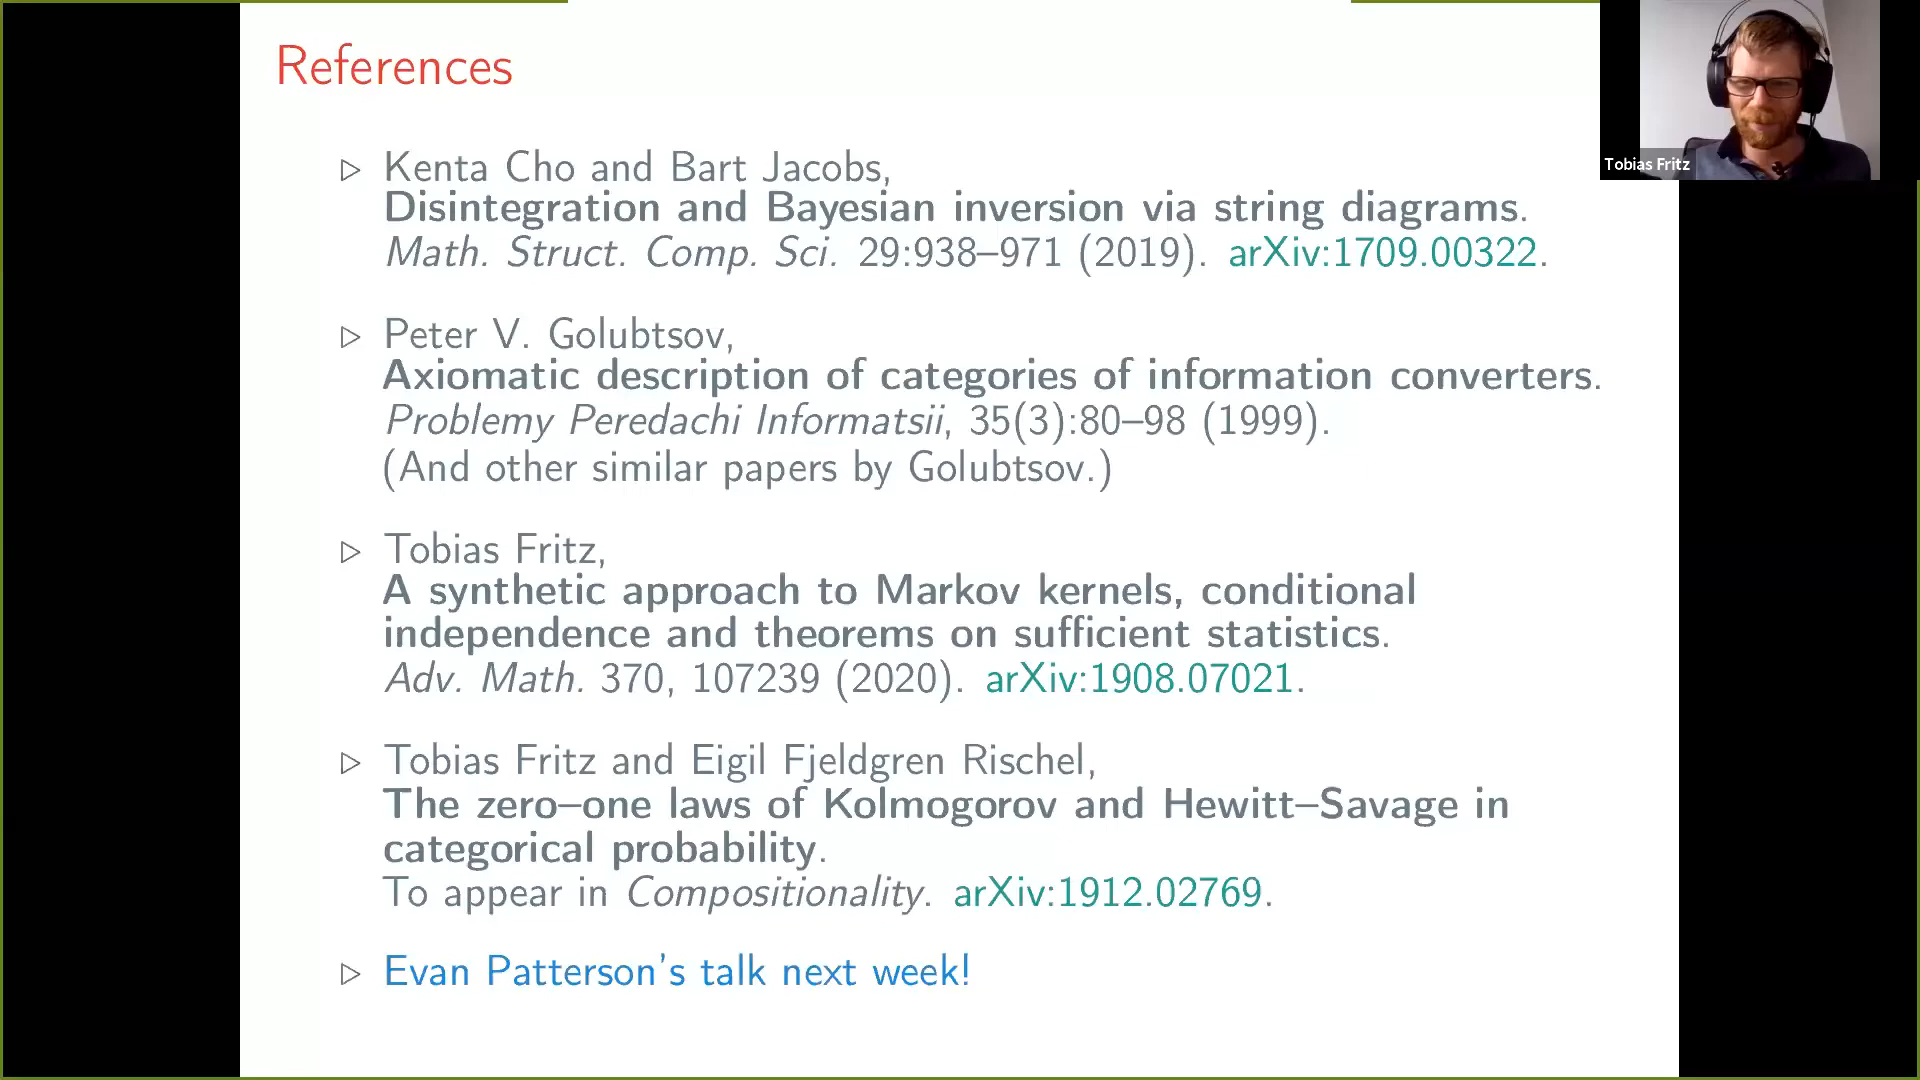 References
Tobias Fritz
▷ Kenta Cho and Bart Jacobs,
Disintegration and Bayesian inversion via string diagrams.
Math. Struct. Comp. Sci. 29:938–971 (2019). arXiv:1709.00322.
▷ Peter V. Golubtsov,
Axiomatic description of categories of information converters.
Problemy Peredachi Informatsii, 35(3):80–98 (1999).
(And other similar papers by Golubtsov.)
▷ Tobias Fritz,
A synthetic approach to Markov kernels, conditional
independence and theorems on sufficient statistics.
Adv. Math. 370, 107239 (2020). arXiv:1908.07021.
▷ Tobias Fritz and Eigil Fjeldgren Rischel,
The zero–one laws of Kolmogorov and Hewitt–Savage in
categorical probability.
To appear in Compositionality. arXiv:1912.02769.
▷ Evan Patterson's talk next week!